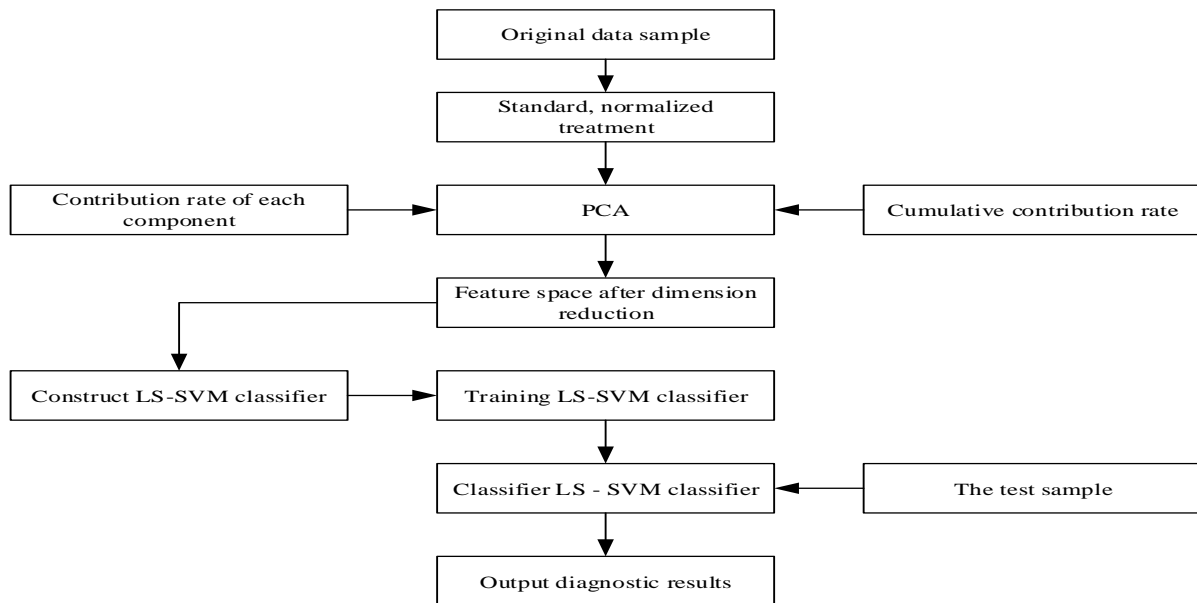 Original data sample
Standard, normalized
treatment
Contribution rate of each
component
PCA
Cumulative contribution rate
Feature space after dimension
reduction
Construct LS-SVM classifier
Training LS-SVM classifier
Classifier LS - SVM classifier
The test sample
Output diagnostic results